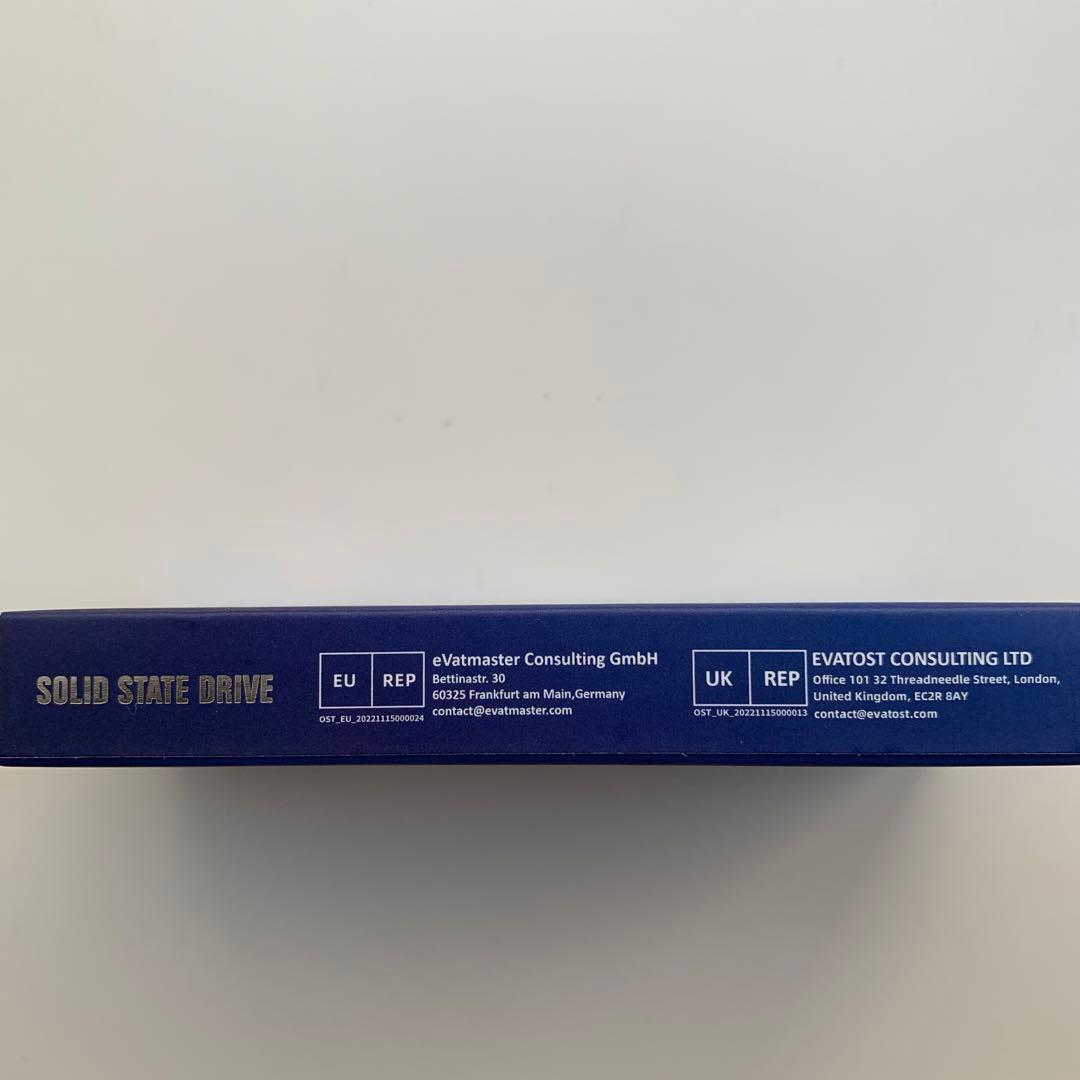 SOLID STATE DRIVE
EU REP
OST_EU_20221115000024
eVatmaster Consulting GmbH
Bettinastr. 30
60325 Frankfurt am Main,Germany
contact@evatmaster.com
UK REP
OST_UK_20221115000013
EVATOST CONSULTING LTD
Office 101 32 Threadneedle Street, London,
United Kingdom, EC2R 8AY
contact@evatost.com